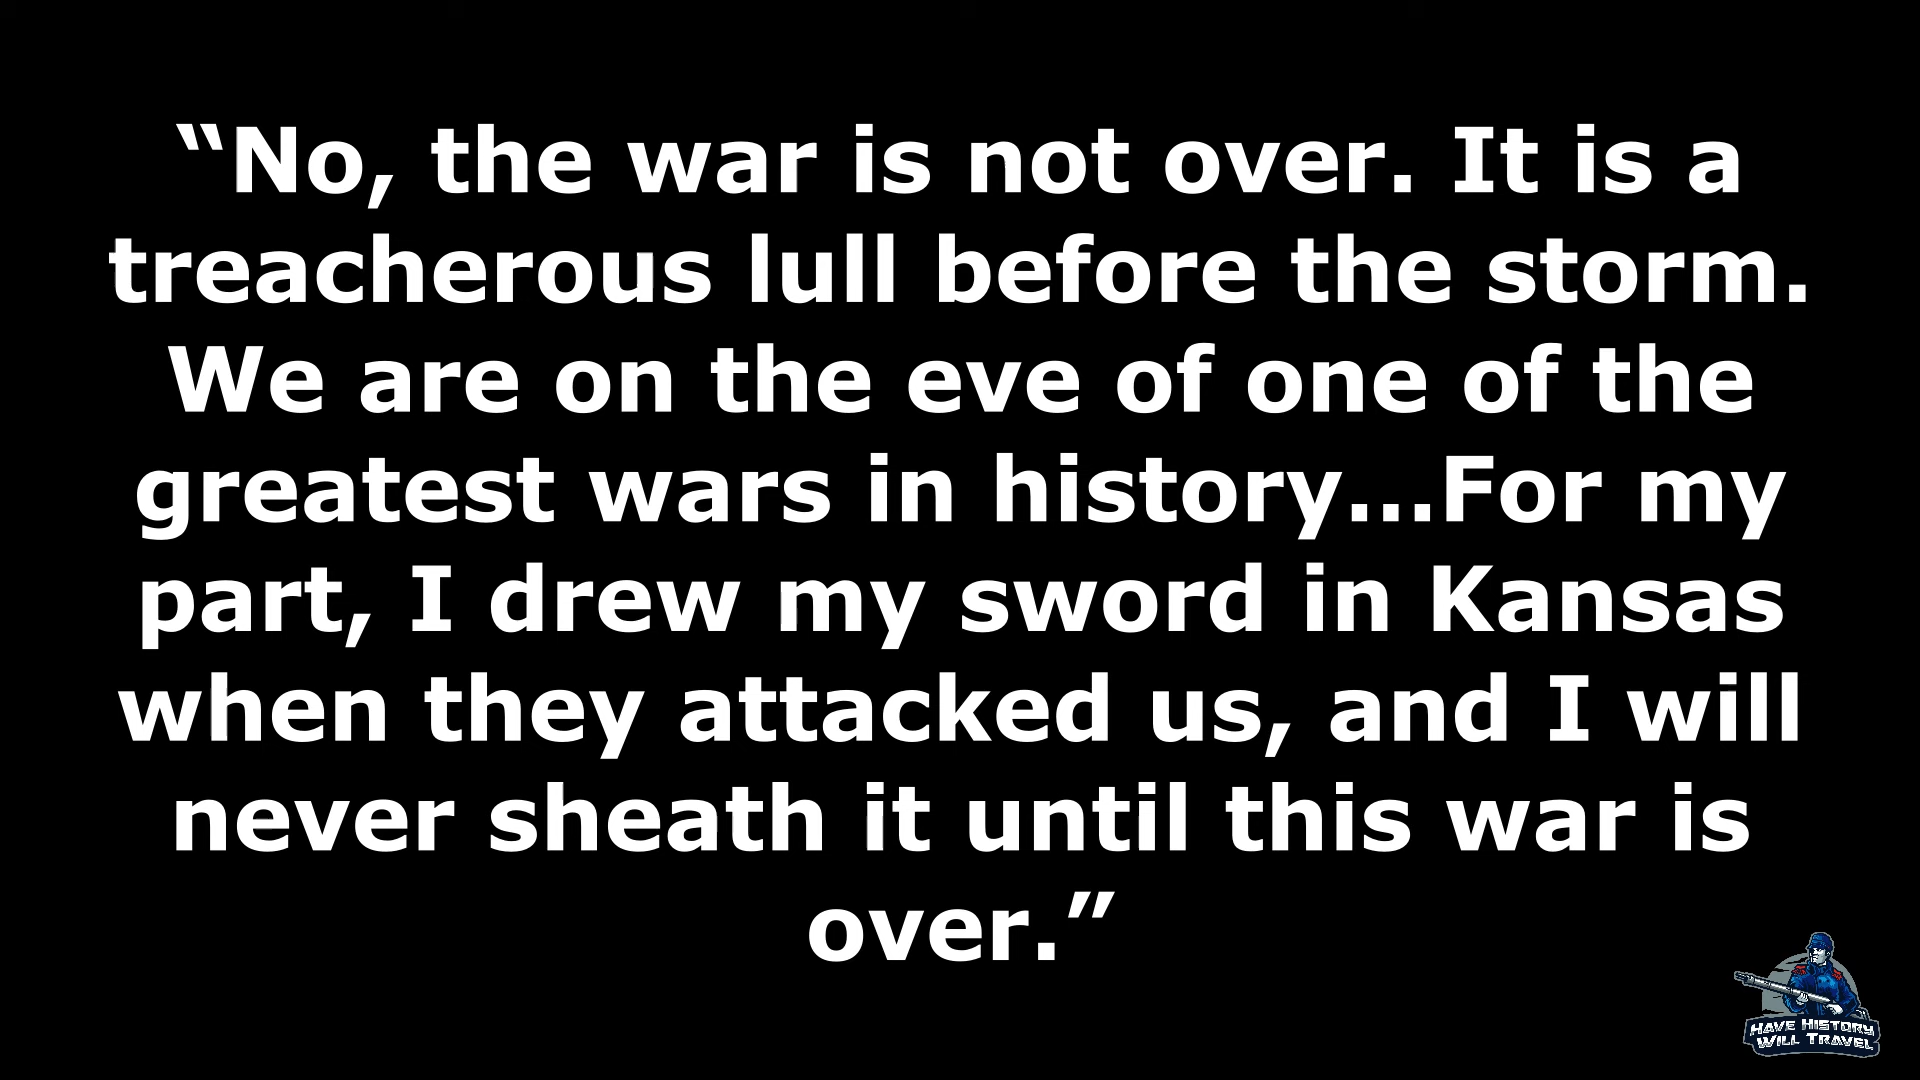 “No, the war is not over. It is a
treacherous lull before the storm.
We are on the eve of one of the
greatest wars in history...For my
part, I drew my sword in Kansas
when they attacked us, and I will
never sheath it until this war is
over.”
HAVE HISTORY
WILL TRAVEL